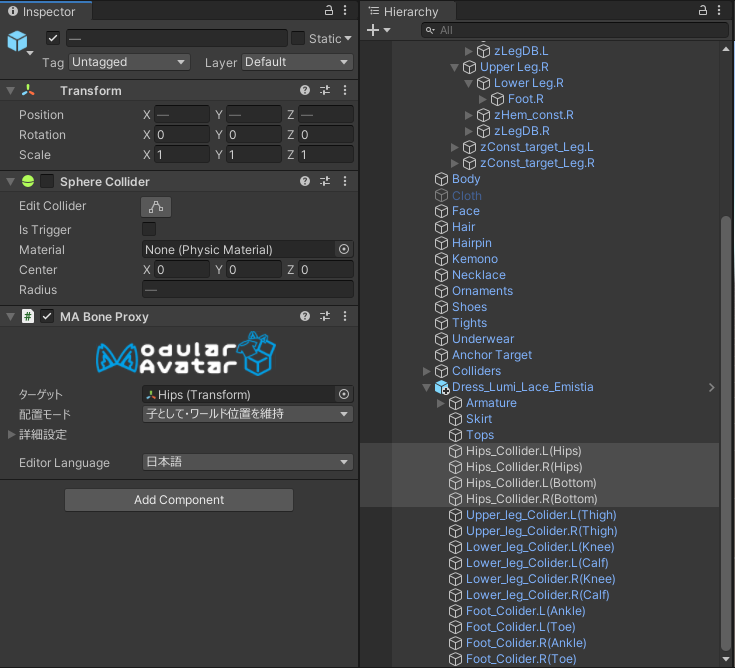 Inspector
—
Static
Tag Untagged Layer Default
Transform
Position X — Y — Z —
Rotation X 0 Y 0 Z 0
Scale X 1 Y 1 Z 1
Sphere Collider
Edit Collider
Is Trigger
Material None (Physic Material)
Center X 0 Y 0 Z 0
Radius —
# MA Bone Proxy
Modular
Avatar
ターゲット Hips (Transform)
配置モード 子として・ワールド位置を維持
詳細設定
Editor Language 日本語
Add Component
Hierarchy
All
zLegDB.L
Upper Leg.R
Lower Leg.R
Foot.R
zHem_const.R
zLegDB.R
zConst_target_Leg.L
zConst_target_Leg.R
Body
Cloth
Face
Hair
Hairpin
Kemono
Necklace
Ornaments
Shoes
Tights
Underwear
Anchor Target
Colliders
Dress_Lumi_Lace_Emistia
Armature
Skirt
Tops
Hips_Collider.L(Hips)
Hips_Collider.R(Hips)
Hips_Collider.L(Bottom)
Hips_Collider.R(Bottom)
Upper_leg_Colider.L(Thigh)
Upper_leg_Colider.R(Thigh)
Lower_leg_Colider.L(Knee)
Lower_leg_Colider.L(Calf)
Lower_leg_Colider.R(Knee)
Lower_leg_Colider.R(Calf)
Foot_Colider.L(Ankle)
Foot_Colider.L(Toe)
Foot_Colider.R(Ankle)
Foot_Colider.R(Toe)